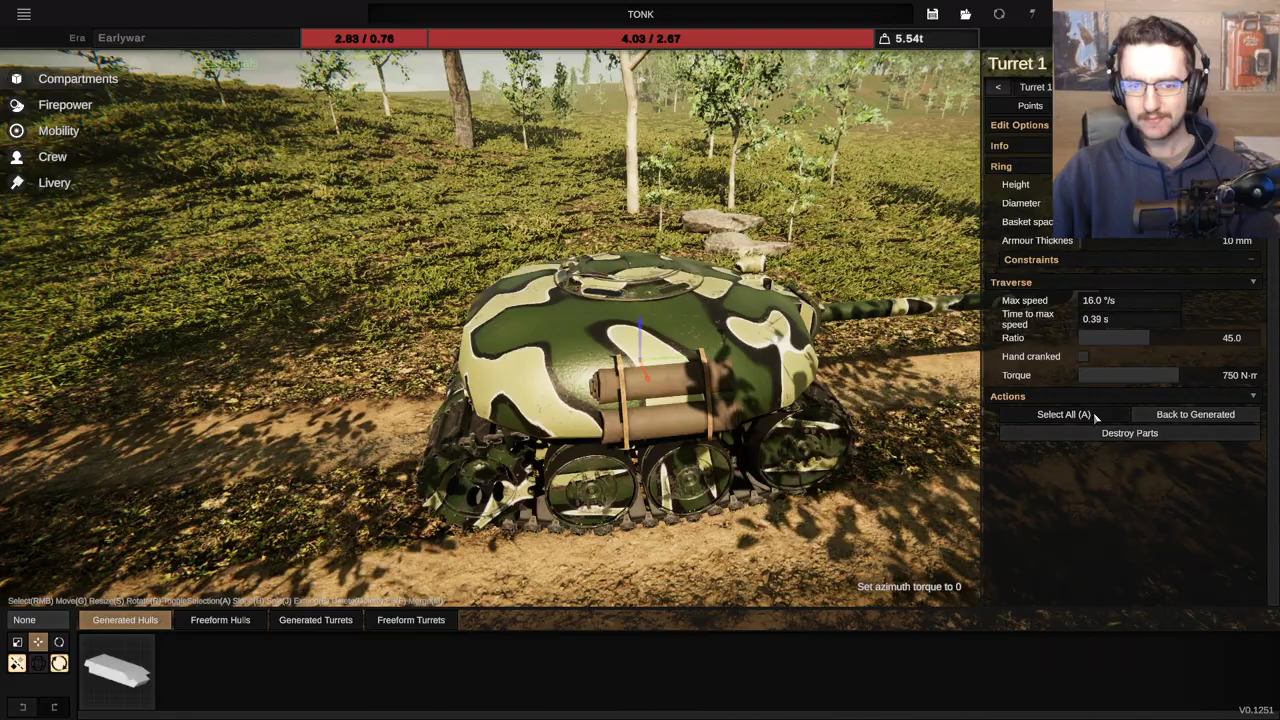 TONK
Era Earlywar 2.83 / 0.76 4.03 / 2.67 5.54t
Compartments
Firepower
Mobility
Crew
Livery
Turret 1
< Turret 1
Points
Edit Options
Info
Ring
Height
Diameter
Basket spac
Armour Thicknes 10 mm
Constraints
Traverse
Max speed 16.0 °/s
Time to max speed 0.39 s
Ratio 45.0
Hand cranked
Torque 750 N·m
Actions
Select All (A) Back to Generated
Destroy Parts
Set azimuth torque to 0
None Generated Hulls Freeform Hulls Generated Turrets Freeform Turrets
V0.1251